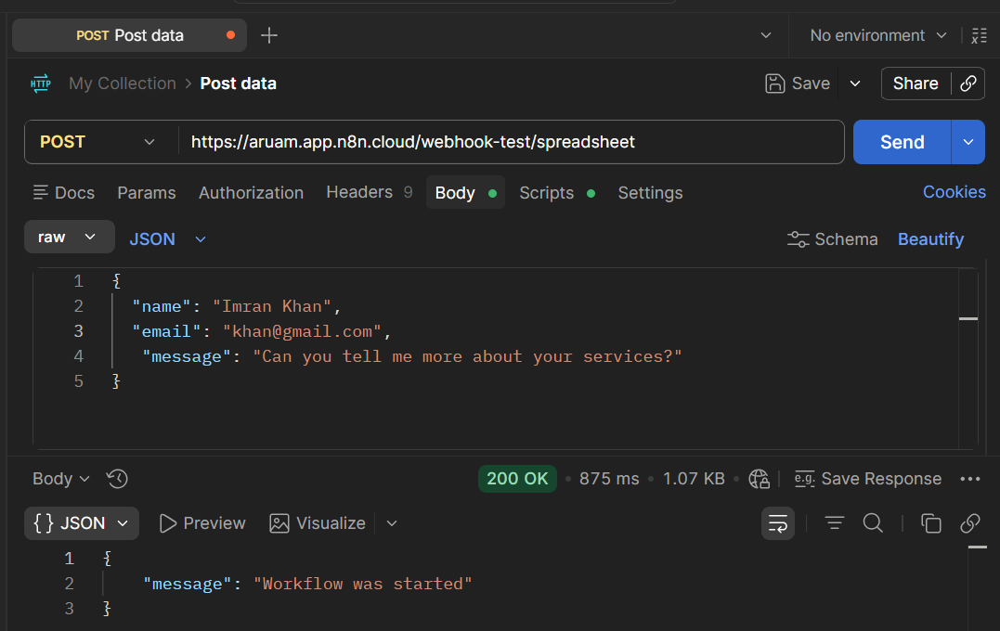 POST Post data
No environment
HTTP My Collection > Post data
Save
Share
POST
https://aruam.app.n8n.cloud/webhook-test/spreadsheet
Send
Docs Params Authorization Headers 9 Body Scripts Settings Cookies
raw JSON Schema Beautify
1 {
2 "name": "Imran Khan",
3 "email": "khan@gmail.com",
4 "message": "Can you tell me more about your services?"
5 }
Body 200 OK • 875 ms • 1.07 KB • e.g. Save Response
{} JSON Preview Visualize
1 {
2 "message": "Workflow was started"
3 }